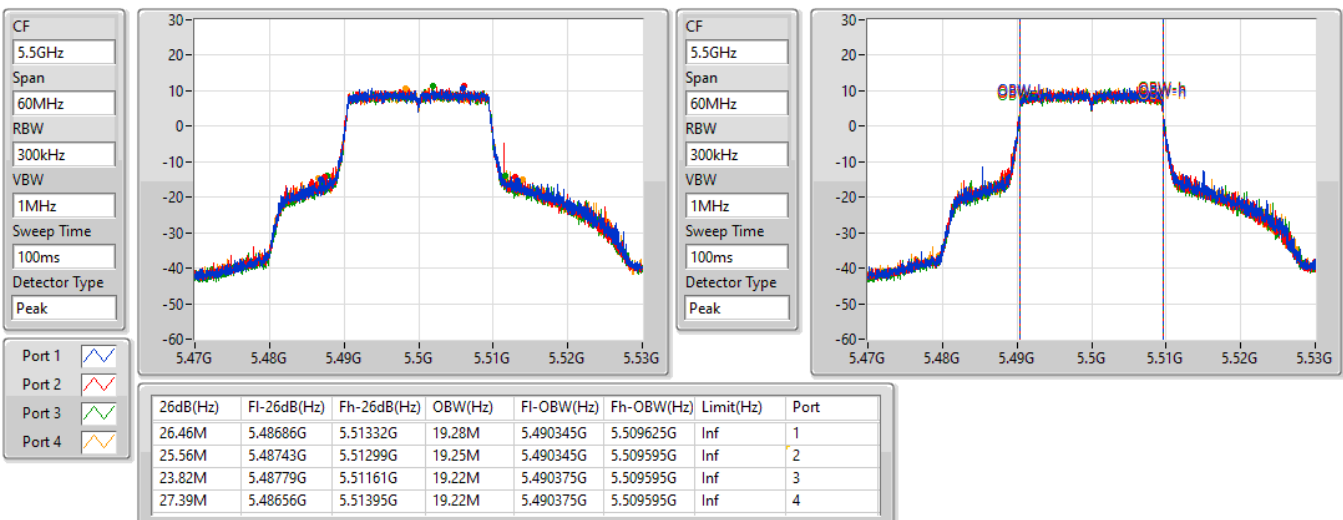 CF
5.5GHz
Span
60MHz
RBW
300kHz
VBW
1MHz
Sweep Time
100ms
Detector Type
Peak
30
20
10
0
-10
-20
-30
-40
-50
-60
5.47G 5.48G 5.49G 5.5G 5.51G 5.52G 5.53G
CF
5.5GHz
Span
60MHz
RBW
300kHz
VBW
1MHz
Sweep Time
100ms
Detector Type
Peak
30
20
10
0
-10
-20
-30
-40
-50
-60
OBW-h
5.47G 5.48G 5.49G 5.5G 5.51G 5.52G 5.53G
Port 1
Port 2
Port 3
Port 4
26dB(Hz) Fl-26dB(Hz) Fh-26dB(Hz) OBW(Hz) Fl-OBW(Hz) Fh-OBW(Hz) Limit(Hz) Port
26.46M 5.48686G 5.51332G 19.28M 5.490345G 5.509625G Inf 1
25.56M 5.48743G 5.51299G 19.25M 5.490345G 5.509595G Inf 2
23.82M 5.48779G 5.51161G 19.22M 5.490375G 5.509595G Inf 3
27.39M 5.48656G 5.51395G 19.22M 5.490375G 5.509595G Inf 4